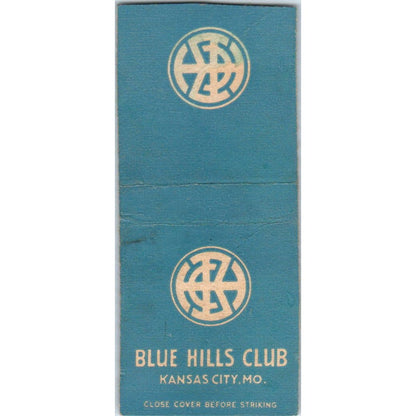 BLUE HILLS CLUB
KANSAS CITY, MO.
CLOSE COVER BEFORE STRIKING